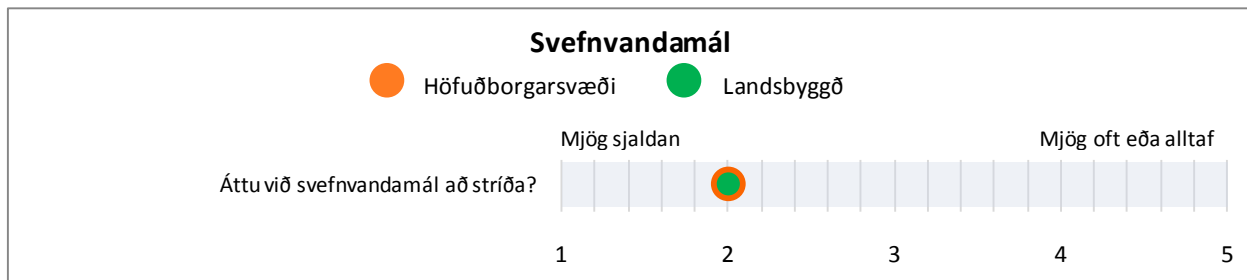 Svefnvandamál
Höfuðborgarsvæði Landsbyggð
Mjög sjaldan Mjög oft eða alltaf
Áttu við svefnvandamál að stríða?
1 2 3 4 5